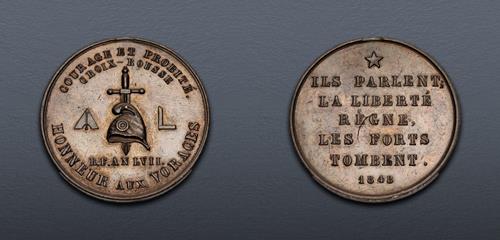 COURAGE ET PROBITÉ.
CROIX-ROUSSE
L
R.F. AN LVII.
HONNEUR AUX VORACES
ILS PARLENT,
LA LIBERTÉ
RÈGNE,
LES FORTS
TOMBENT.
1848